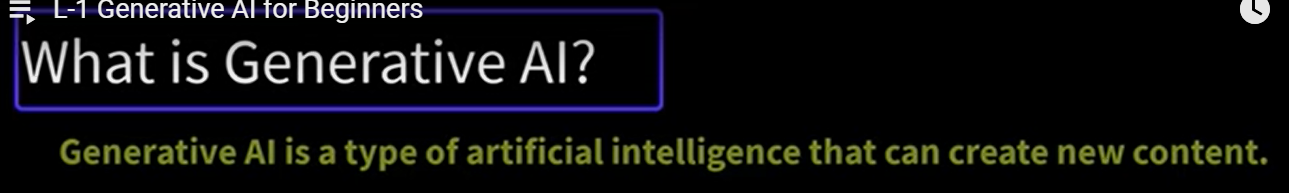 L-1 Generative AI for Beginners
What is Generative AI?
Generative AI is a type of artificial intelligence that can create new content.